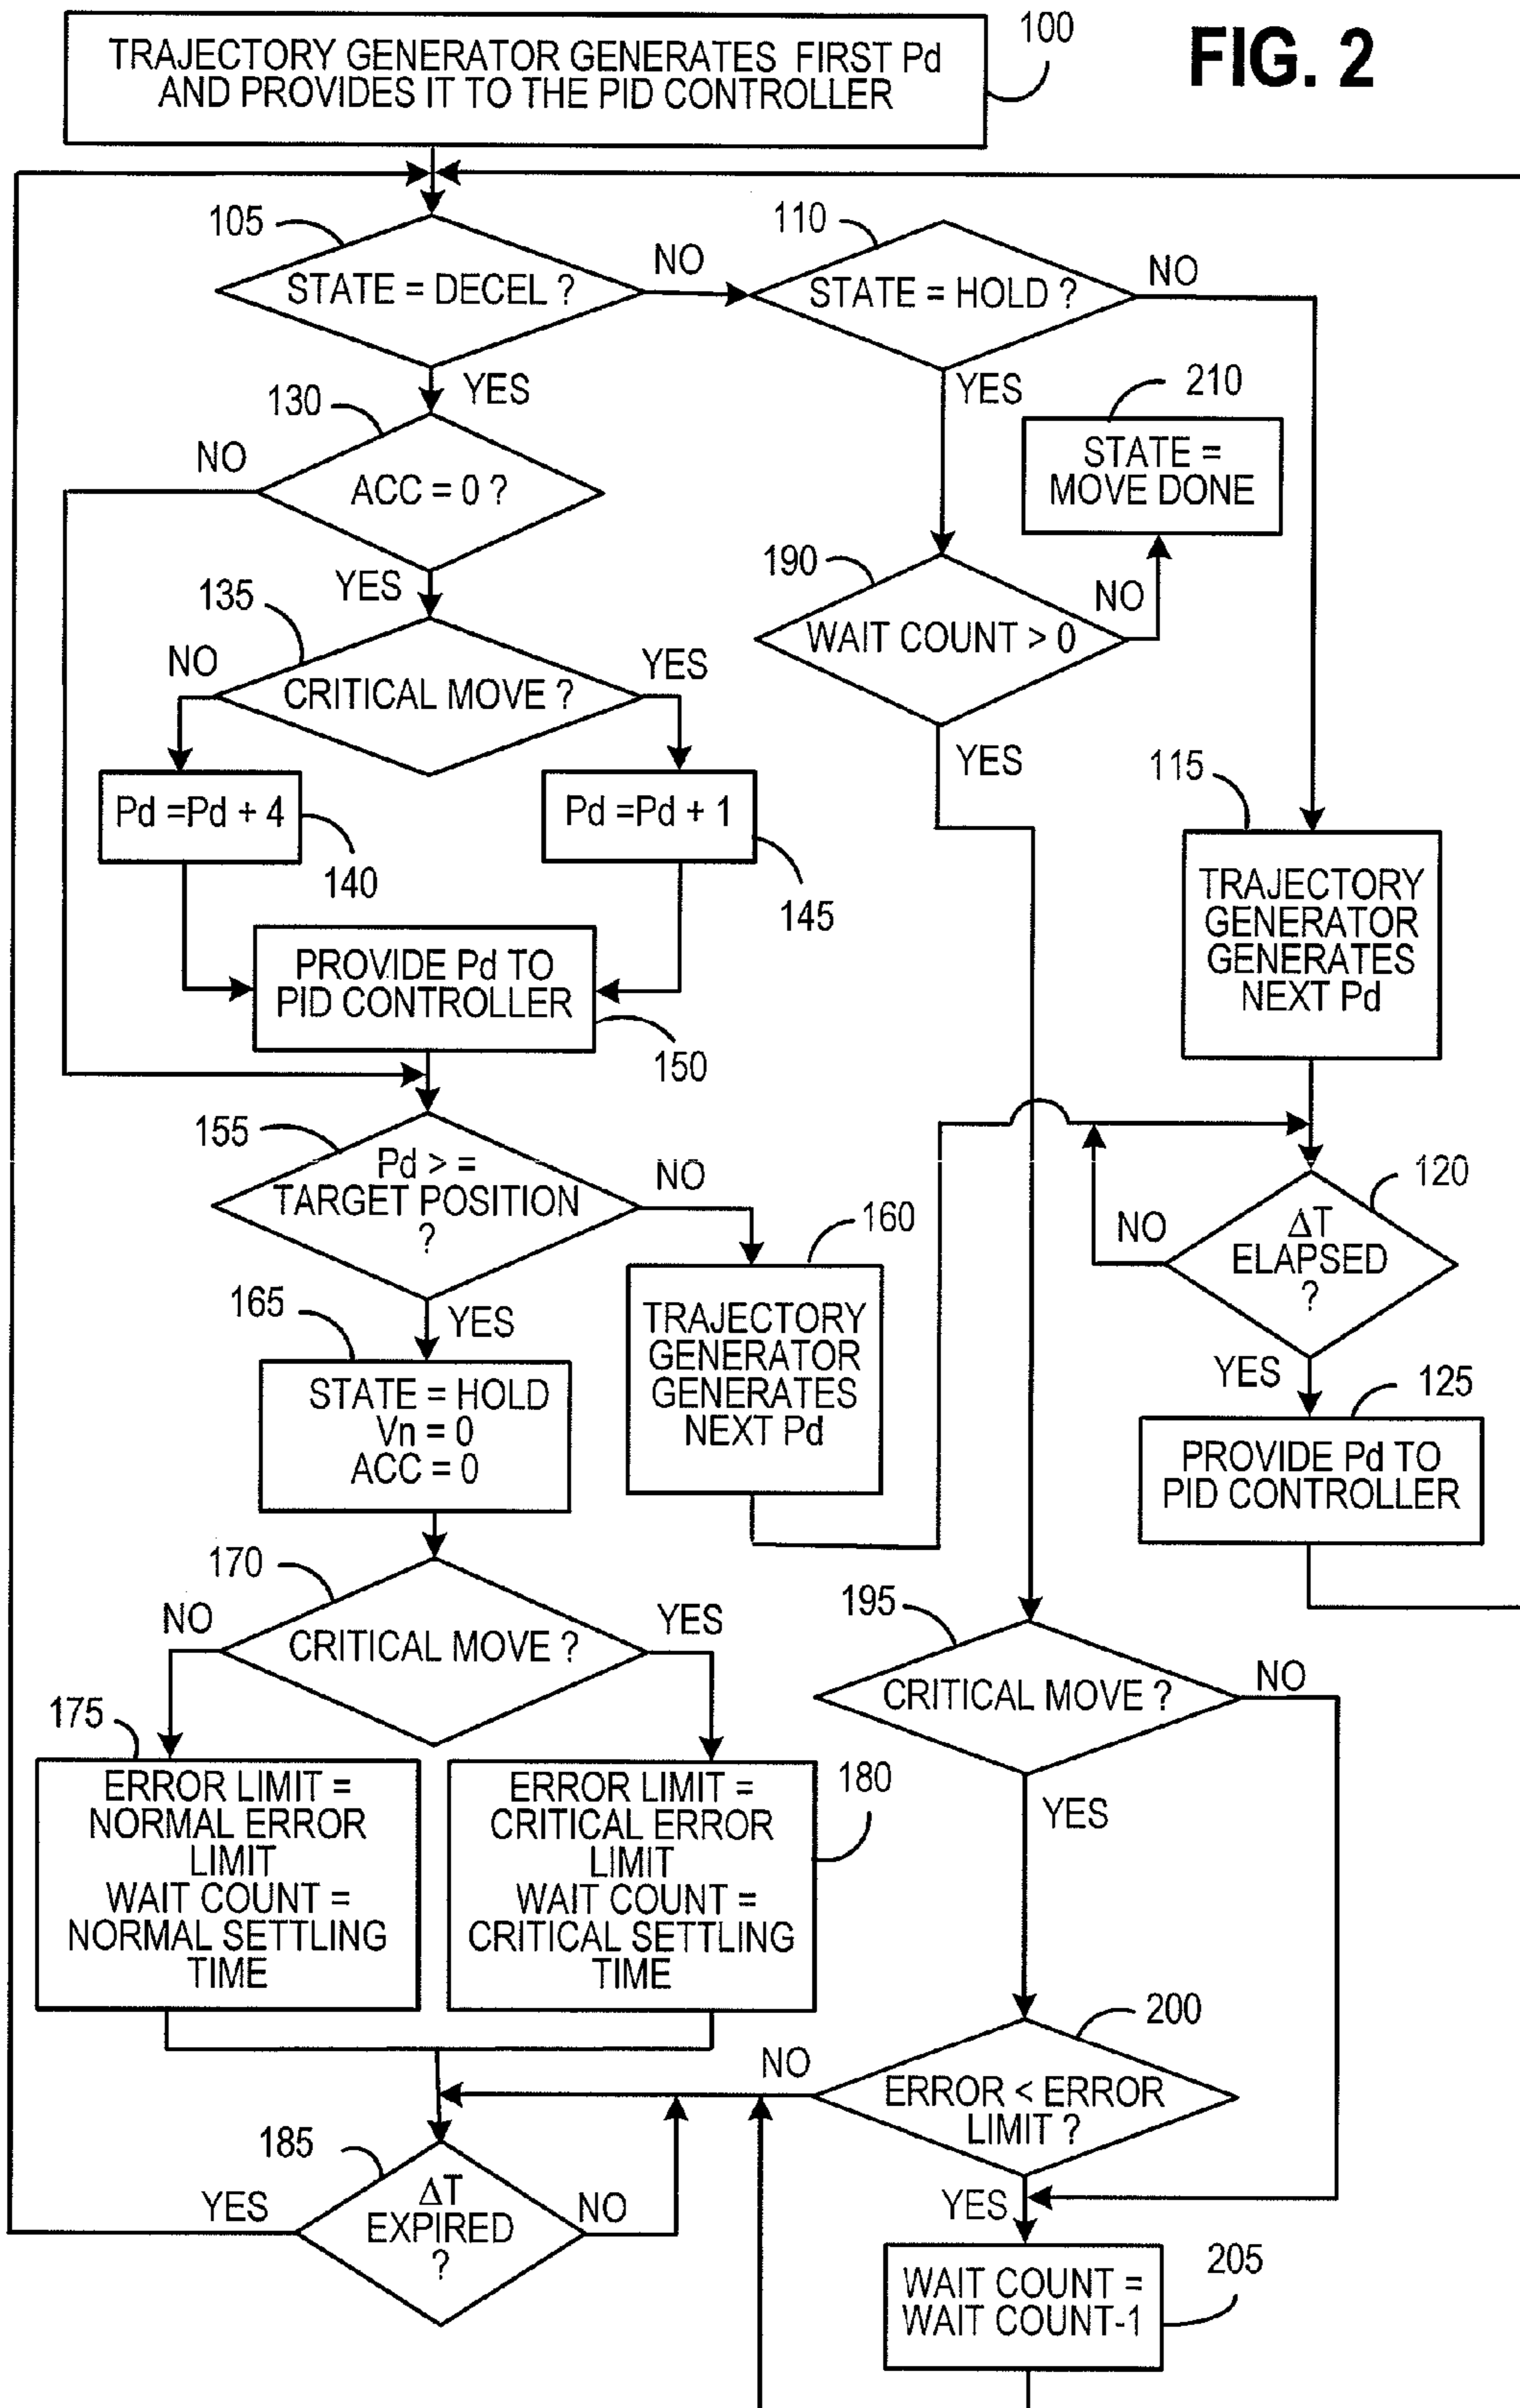 FIG. 2
100
TRAJECTORY GENERATOR GENERATES FIRST Pd
AND PROVIDES IT TO THE PID CONTROLLER
105
STATE = DECEL ?
NO
YES
110
STATE = HOLD ?
NO
YES
210
STATE =
MOVE DONE
130
NO
ACC = 0 ?
YES
190
WAIT COUNT > 0
NO
YES
135
NO
CRITICAL MOVE ?
YES
Pd =Pd + 4
140
Pd =Pd + 1
145
115
TRAJECTORY
GENERATOR
GENERATES
NEXT Pd
PROVIDE Pd TO
PID CONTROLLER
150
155
Pd > =
TARGET POSITION
?
NO
YES
120
ΔT
ELAPSED
?
NO
YES
160
TRAJECTORY
GENERATOR
GENERATES
NEXT Pd
165
STATE = HOLD
Vn = 0
ACC = 0
125
PROVIDE Pd TO
PID CONTROLLER
170
NO
CRITICAL MOVE ?
YES
195
CRITICAL MOVE ?
NO
YES
175
ERROR LIMIT =
NORMAL ERROR
LIMIT
WAIT COUNT =
NORMAL SETTLING
TIME
180
ERROR LIMIT =
CRITICAL ERROR
LIMIT
WAIT COUNT =
CRITICAL SETTLING
TIME
200
NO
ERROR < ERROR
LIMIT ?
YES
185
YES
ΔT
EXPIRED
?
NO
205
WAIT COUNT =
WAIT COUNT-1